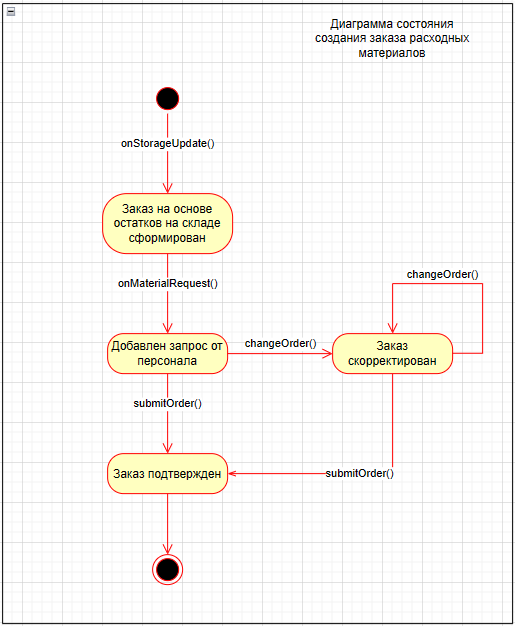 Диаграмма состояния
создания заказа расходных
материалов
onStorageUpdate()
Заказ на основе
остатков на складе
сформирован
onMaterialRequest()
changeOrder()
Добавлен запрос от
персонала
changeOrder()
Заказ
скорректирован
submitOrder()
Заказ подтвержден
submitOrder()